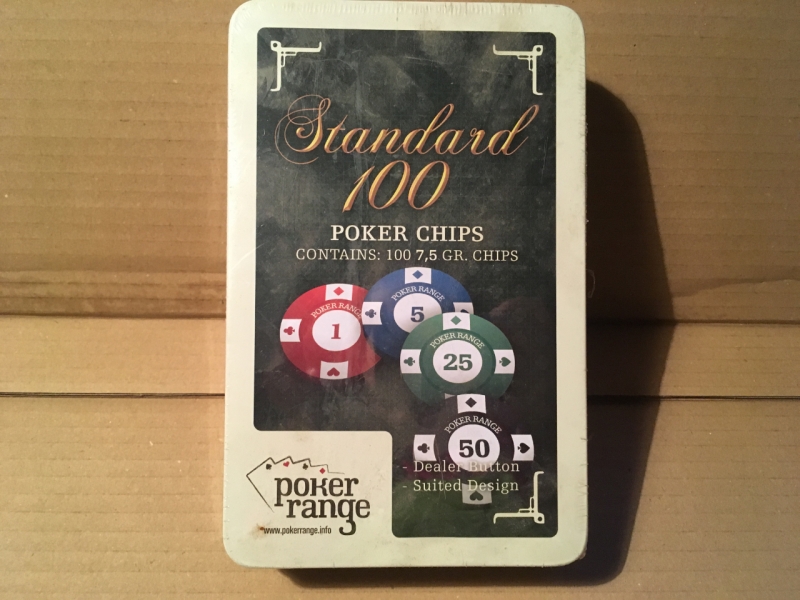 Standard
100
POKER CHIPS
CONTAINS: 100 7,5 GR. CHIPS
POKER RANGE
1
POKER RANGE
5
POKER RANGE
25
POKER RANGE
50
- Dealer Button
- Suited Design
poker
range
www.pokerrange.info